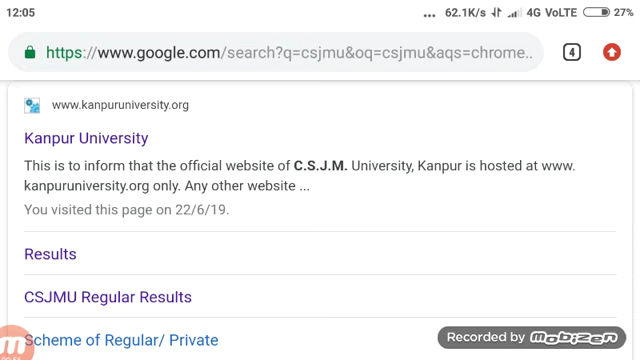 12:05 ... 62.1K/s 4G VoLTE 27%
https://www.google.com/search?q=csjmu&oq=csjmu&aqs=chrome.. 4
www.kanpuruniversity.org
Kanpur University
This is to inform that the official website of C.S.J.M. University, Kanpur is hosted at www.
kanpuruniversity.org only. Any other website ...
You visited this page on 22/6/19.
Results
CSJMU Regular Results
Scheme of Regular/ Private
Recorded by Mobizen